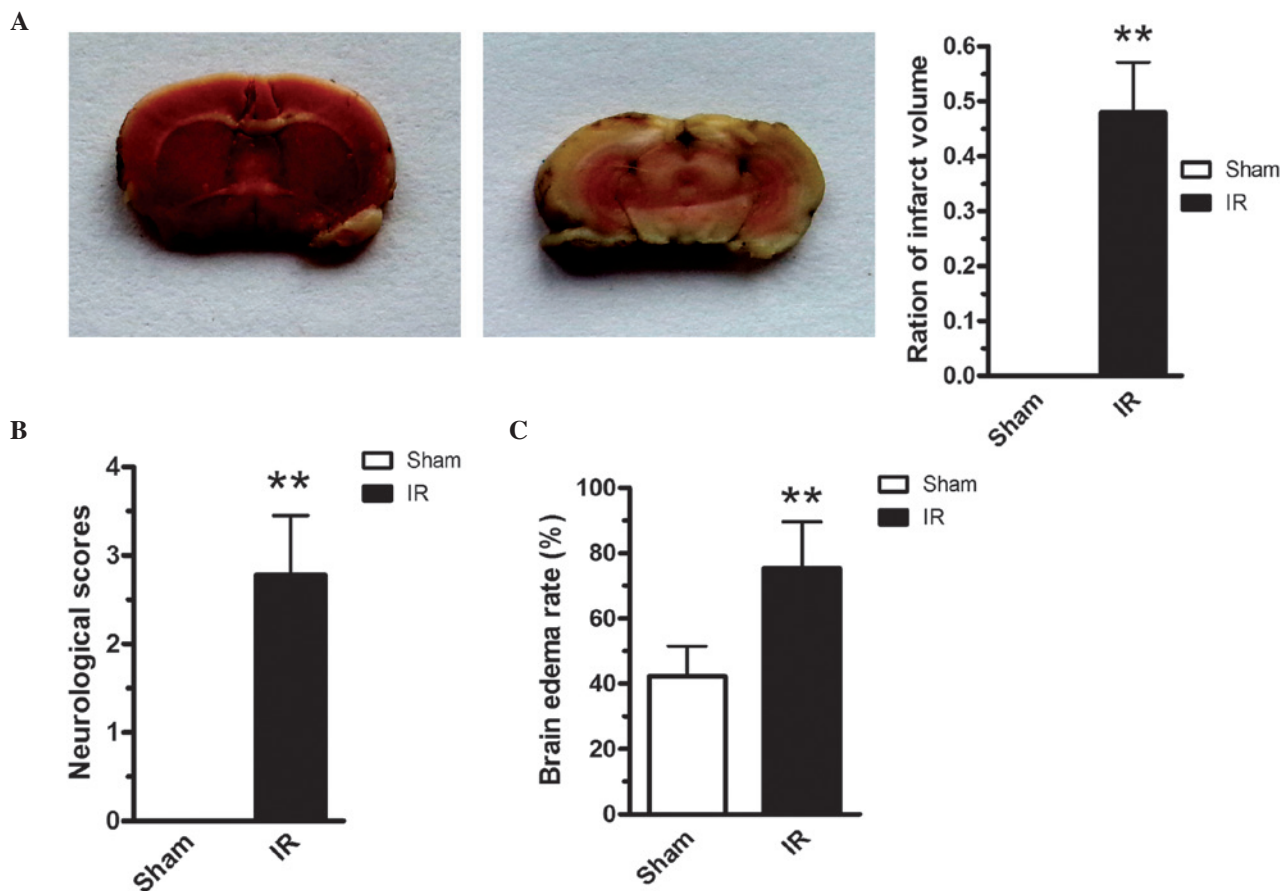 A
Ration of infarct volume
0.6
0.5
0.4
0.3
0.2
0.1
0.0
**
Sham
IR
Sham
IR
B
Neurological scores
4
3
2
1
0
**
Sham
IR
Sham
IR
C
Brain edema rate (%)
100
80
60
40
20
0
**
Sham
IR
Sham
IR